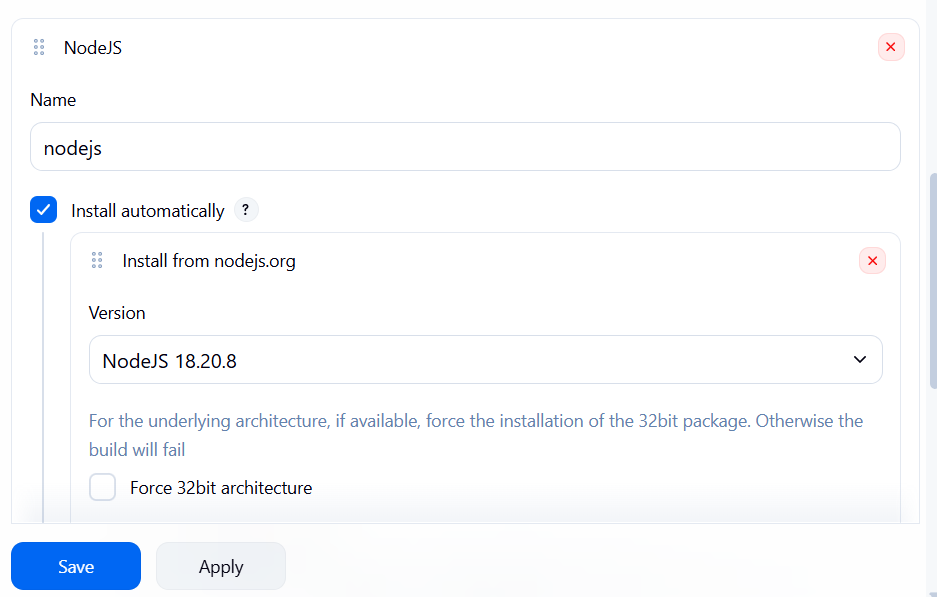 NodeJS
Name
nodejs
Install automatically ?
Install from nodejs.org
Version
NodeJS 18.20.8
For the underlying architecture, if available, force the installation of the 32bit package. Otherwise the
build will fail
Force 32bit architecture
Save Apply